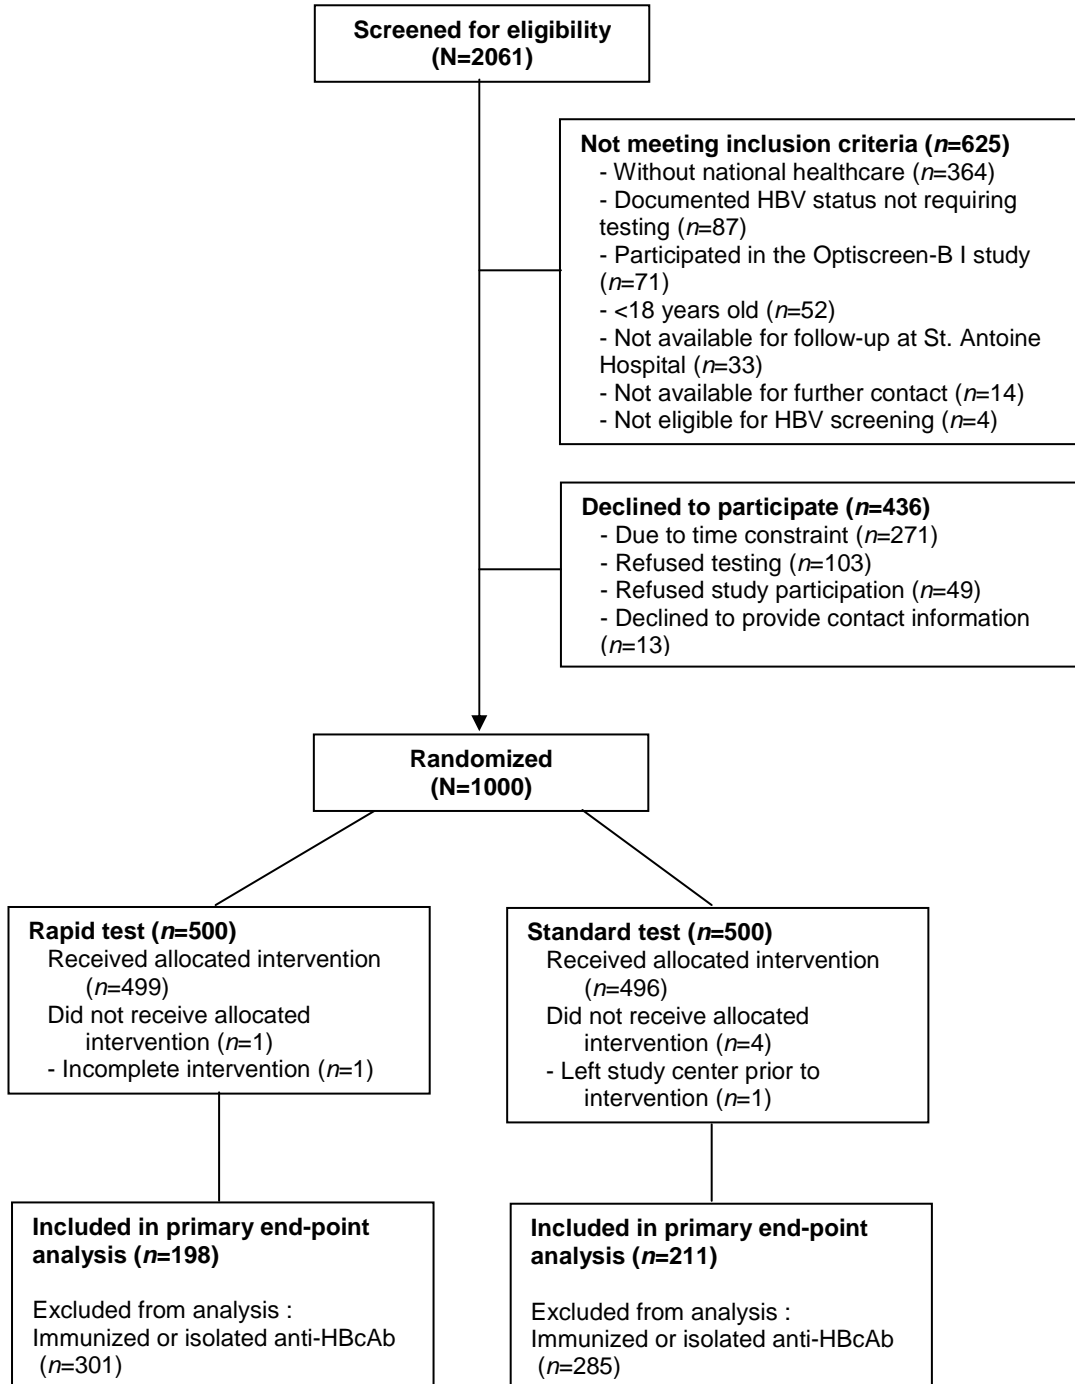 Screened for eligibility
(N=2061)
Not meeting inclusion criteria (n=625)
- Without national healthcare (n=364)
- Documented HBV status not requiring
testing (n=87)
- Participated in the Optiscreen-B I study
(n=71)
- <18 years old (n=52)
- Not available for follow-up at St. Antoine
Hospital (n=33)
- Not available for further contact (n=14)
- Not eligible for HBV screening (n=4)
Declined to participate (n=436)
- Due to time constraint (n=271)
- Refused testing (n=103)
- Refused study participation (n=49)
- Declined to provide contact information
(n=13)
Randomized
(N=1000)
Rapid test (n=500)
Received allocated intervention
(n=499)
Did not receive allocated
intervention (n=1)
- Incomplete intervention (n=1)
Standard test (n=500)
Received allocated intervention
(n=496)
Did not receive allocated
intervention (n=4)
- Left study center prior to
intervention (n=1)
Included in primary end-point
analysis (n=198)
Excluded from analysis :
Immunized or isolated anti-HBcAb
(n=301)
Included in primary end-point
analysis (n=211)
Excluded from analysis :
Immunized or isolated anti-HBcAb
(n=285)